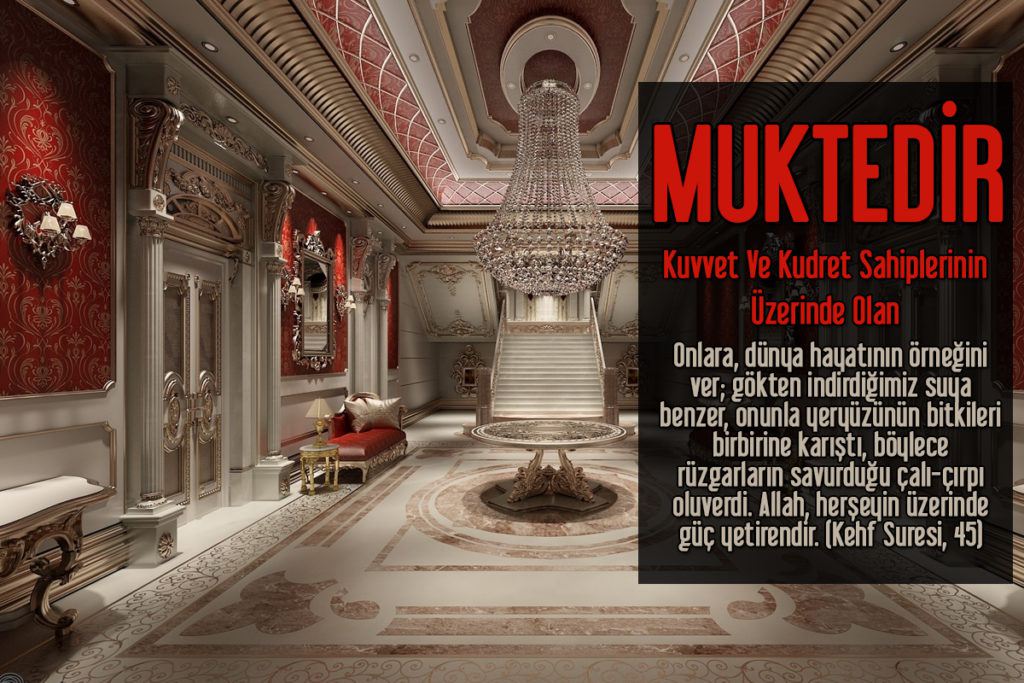 MUKTEDİR
Kuvvet Ve Kudret Sahiplerinin
Üzerinde Olan
Onlara, dünya hayatının örneğini
ver; gökten indirdiğimiz suya
benzer, onunla yeryüzünün bitkileri
birbirine karıştı, böylece
rüzgarların savurduğu çalı-çırpı
oluverdi. Allah, herşeyin üzerinde
güç yetirendir. (Kehf Suresi, 45)